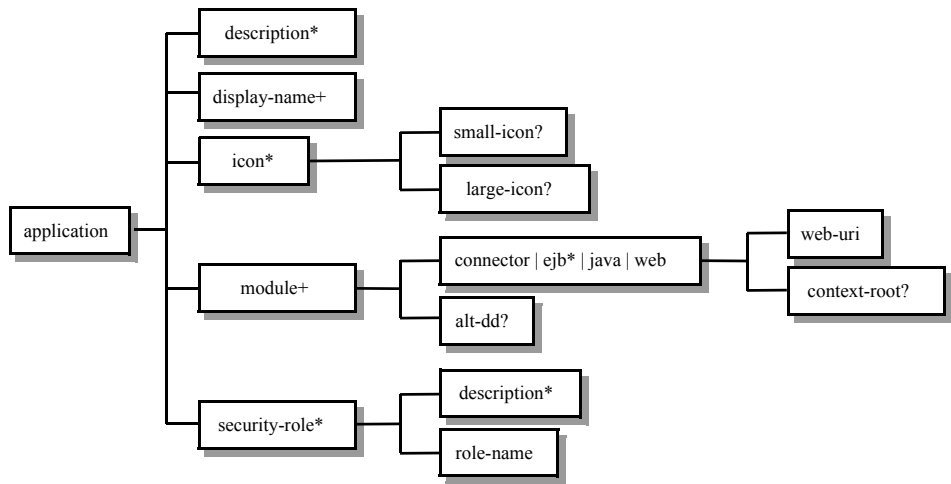 application
description*
display-name+
icon*
small-icon?
large-icon?
module+
connector | ejb* | java | web
web-uri
context-root?
alt-dd?
security-role*
description*
role-name